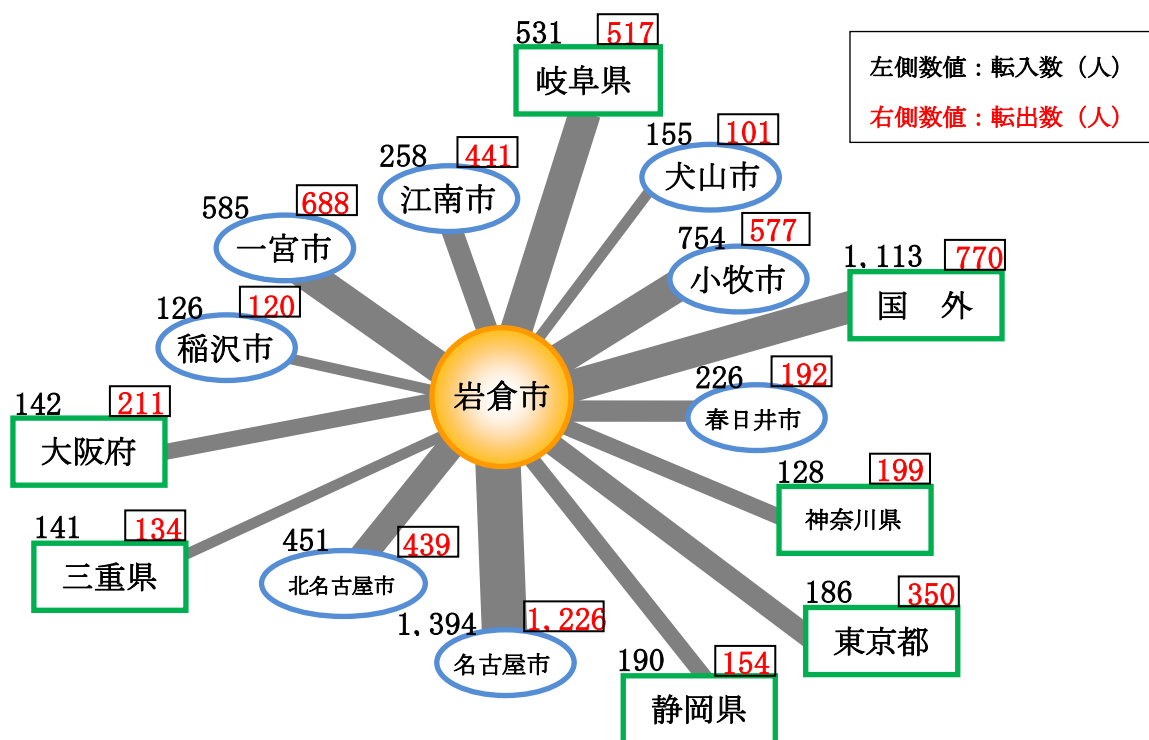 531 517
岐阜県
左側数値：転入数（人）
右側数値：転出数（人）
155 101
犬山市
258 441
江南市
585 688
一宮市
754 577
小牧市
1,113 770
国　外
126 120
稲沢市
岩倉市
226 192
春日井市
142 211
大阪府
128 199
神奈川県
141 134
三重県
451 439
北名古屋市
186 350
東京都
1,394 1,226
名古屋市
190 154
静岡県